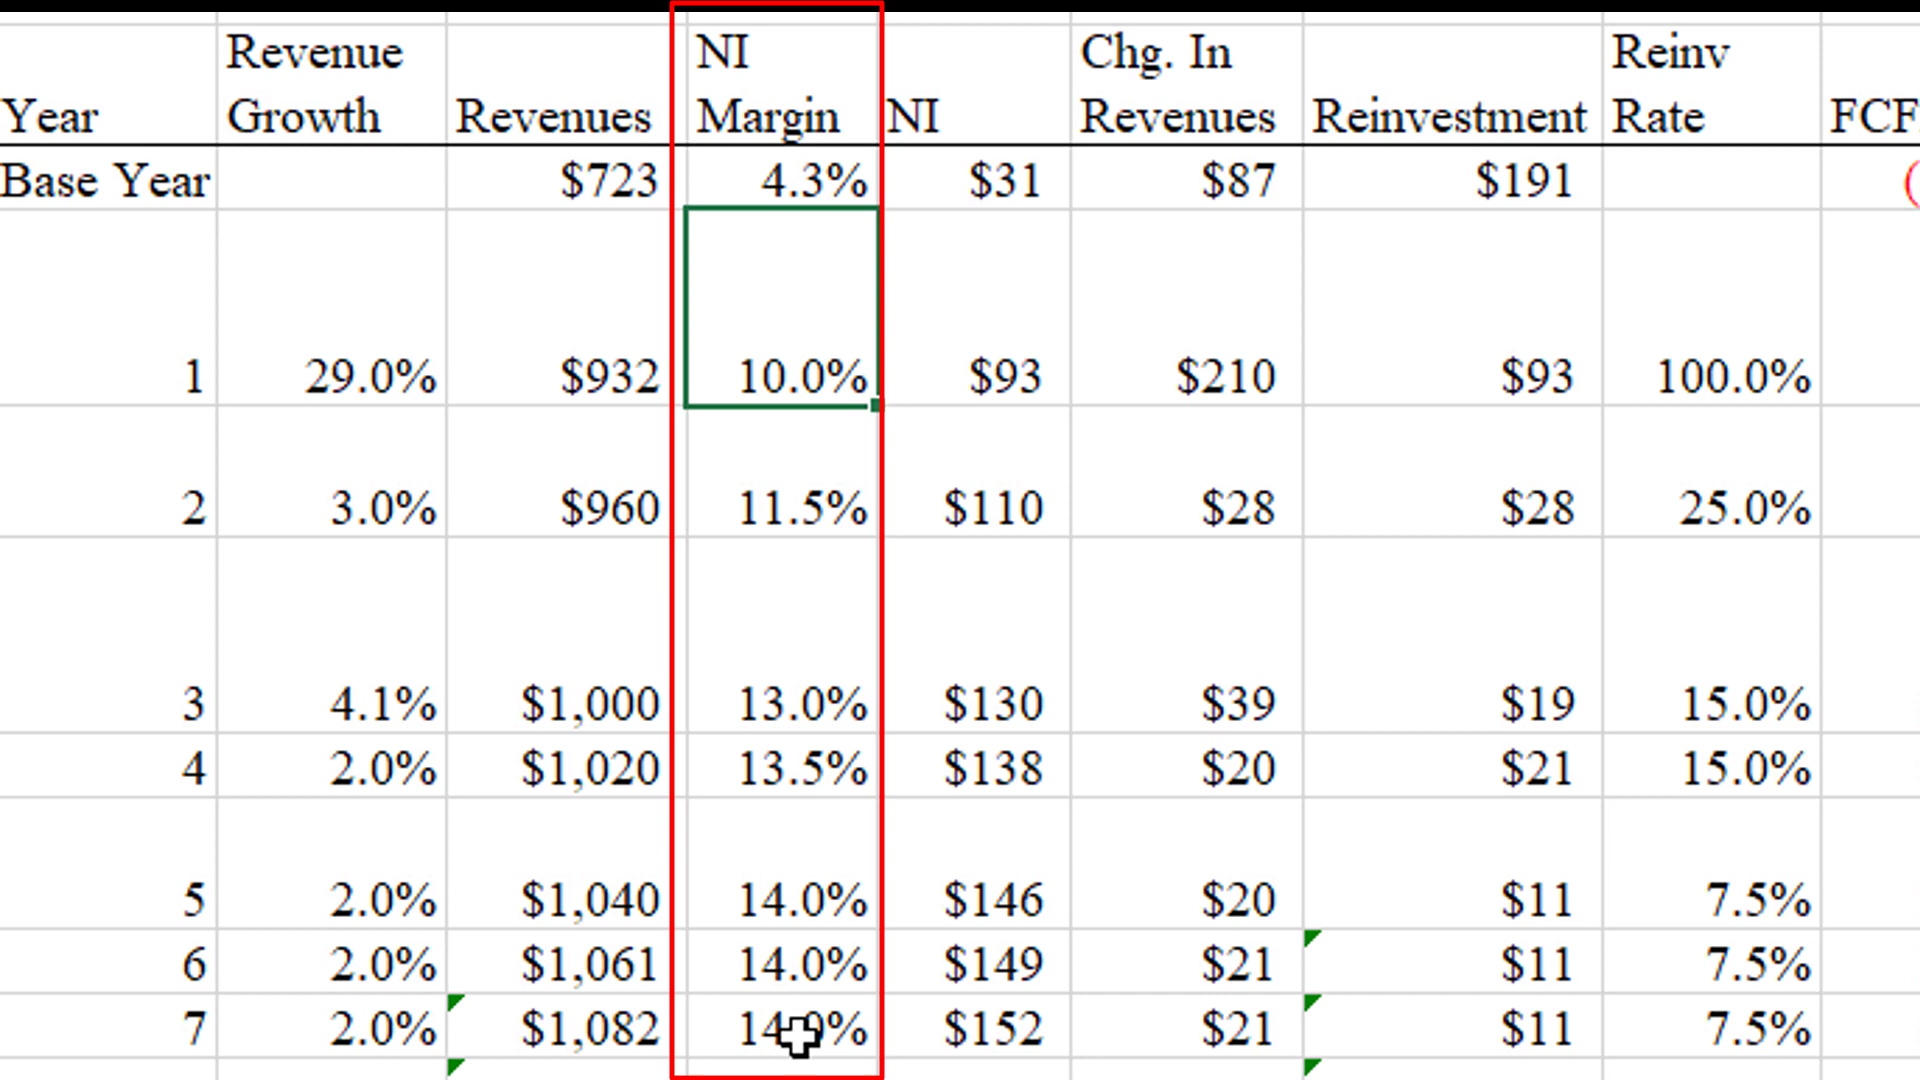 Year Revenue Growth Revenues NI Margin NI Chg. In Revenues Reinvestment Reinv Rate FCF
Base Year $723 4.3% $31 $87 $191 (
1 29.0% $932 10.0% $93 $210 $93 100.0%
2 3.0% $960 11.5% $110 $28 $28 25.0%
3 4.1% $1,000 13.0% $130 $39 $19 15.0%
4 2.0% $1,020 13.5% $138 $20 $21 15.0%
5 2.0% $1,040 14.0% $146 $20 $11 7.5%
6 2.0% $1,061 14.0% $149 $21 $11 7.5%
7 2.0% $1,082 14.0% $152 $21 $11 7.5%